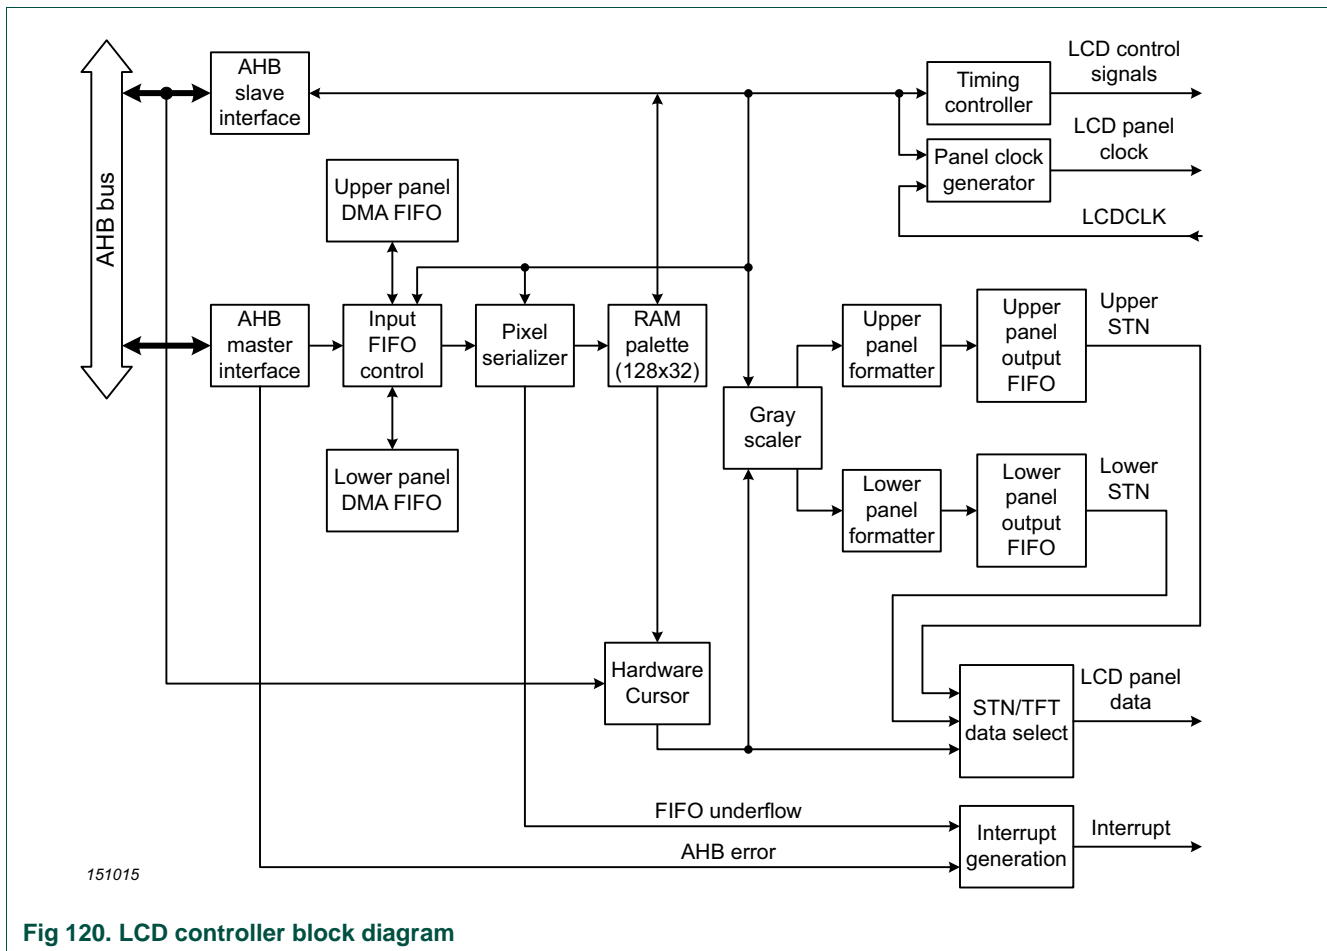 AHB bus
AHB
slave
interface
Timing
controller
LCD control
signals
Panel clock
generator
LCD panel
clock
LCDCLK
Upper panel
DMA FIFO
AHB
master
interface
Input
FIFO
control
Pixel
serializer
RAM
palette
(128x32)
Lower panel
DMA FIFO
Gray
scaler
Upper
panel
formatter
Upper
panel
output
FIFO
Upper
STN
Lower
panel
formatter
Lower
panel
output
FIFO
Lower
STN
Hardware
Cursor
STN/TFT
data select
LCD panel
data
FIFO underflow
AHB error
Interrupt
generation
Interrupt
151015
Fig 120. LCD controller block diagram